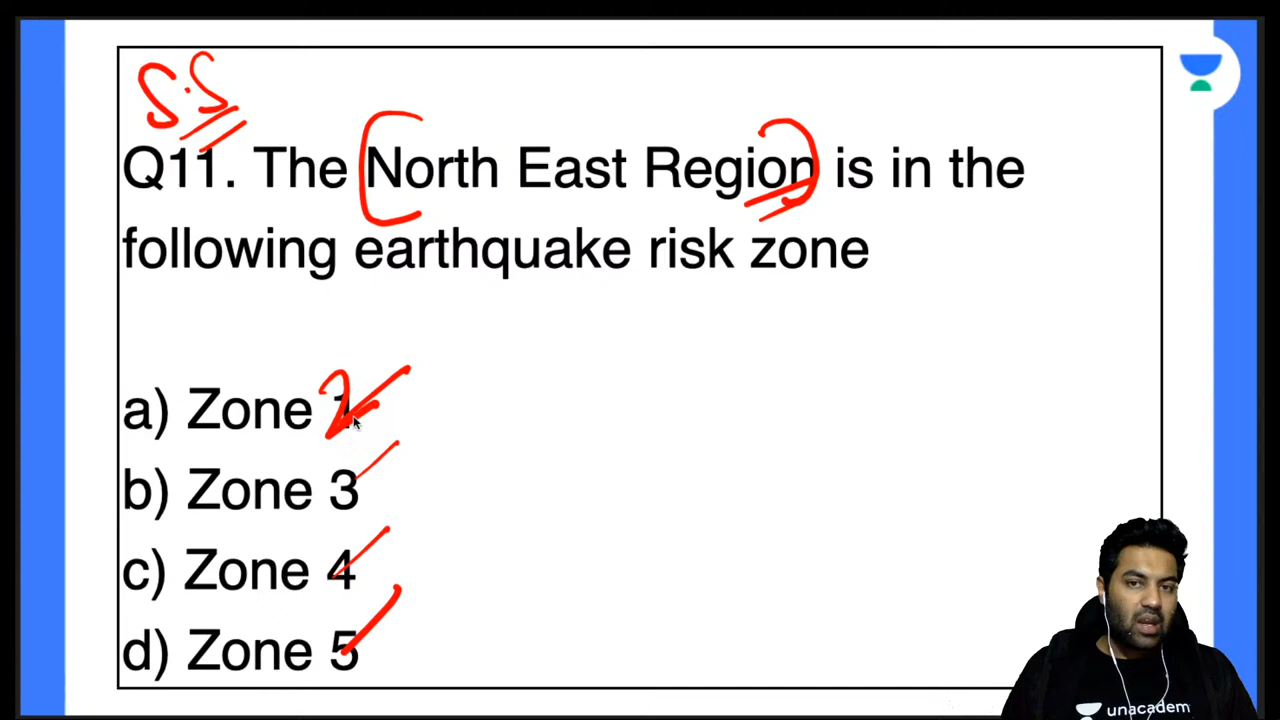 S.S
Q11. The North East Region is in the
following earthquake risk zone
a) Zone 2
b) Zone 3
c) Zone 4
d) Zone 5
unacadem